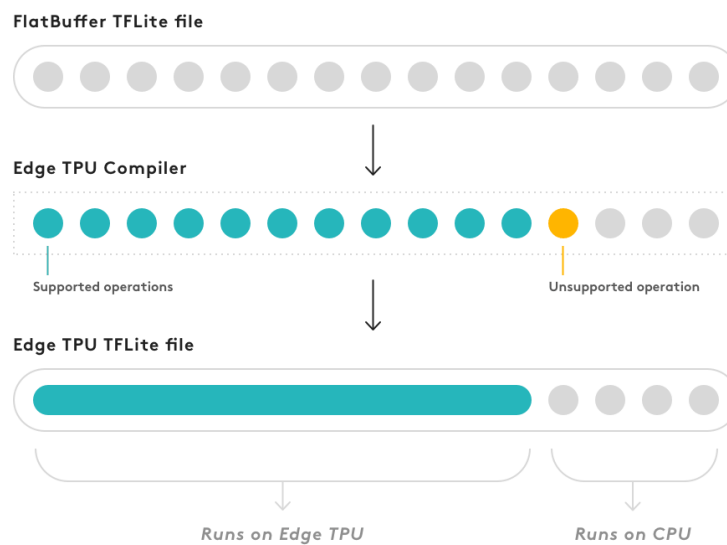 FlatBuffer TFLite file
Edge TPU Compiler
Supported operations
Unsupported operation
Edge TPU TFLite file
Runs on Edge TPU
Runs on CPU